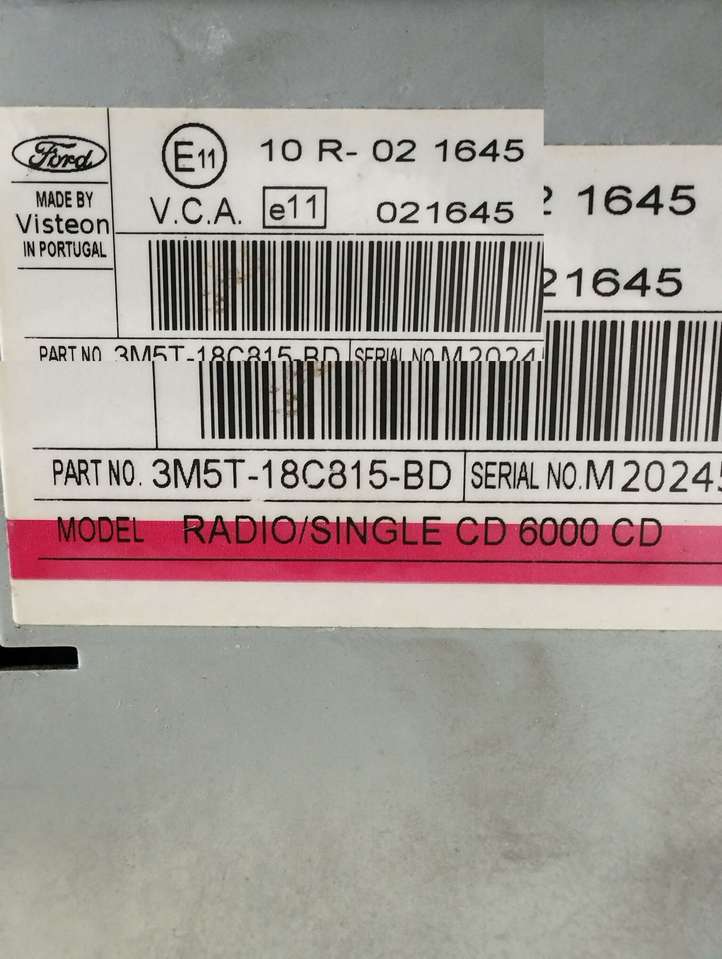 Ford
MADE BY
Visteon
IN PORTUGAL
E11 10 R- 02 1645
V.C.A. e11 021645
2 1645
21645
PART NO. 3M5T-18C815-BD SERIAL NO. M 2024
PART NO. 3M5T-18C815-BD SERIAL NO. M 20245
MODEL RADIO/SINGLE CD 6000 CD